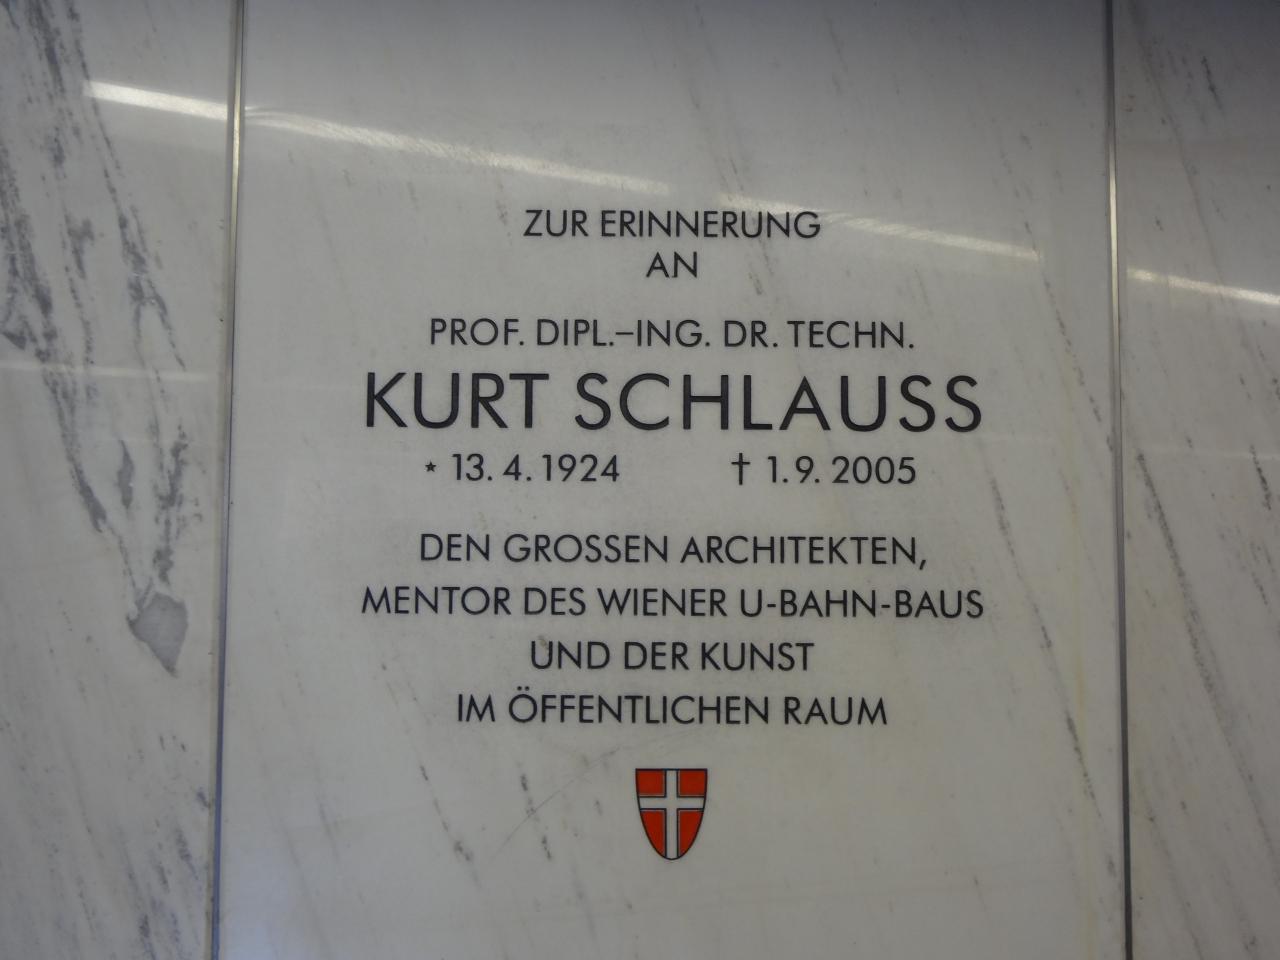 ZUR ERINNERUNG
AN
PROF. DIPL.–ING. DR. TECHN.
KURT SCHLAUSS
* 13. 4. 1924 † 1. 9. 2005
DEN GROSSEN ARCHITEKTEN,
MENTOR DES WIENER U-BAHN-BAUS
UND DER KUNST
IM ÖFFENTLICHEN RAUM